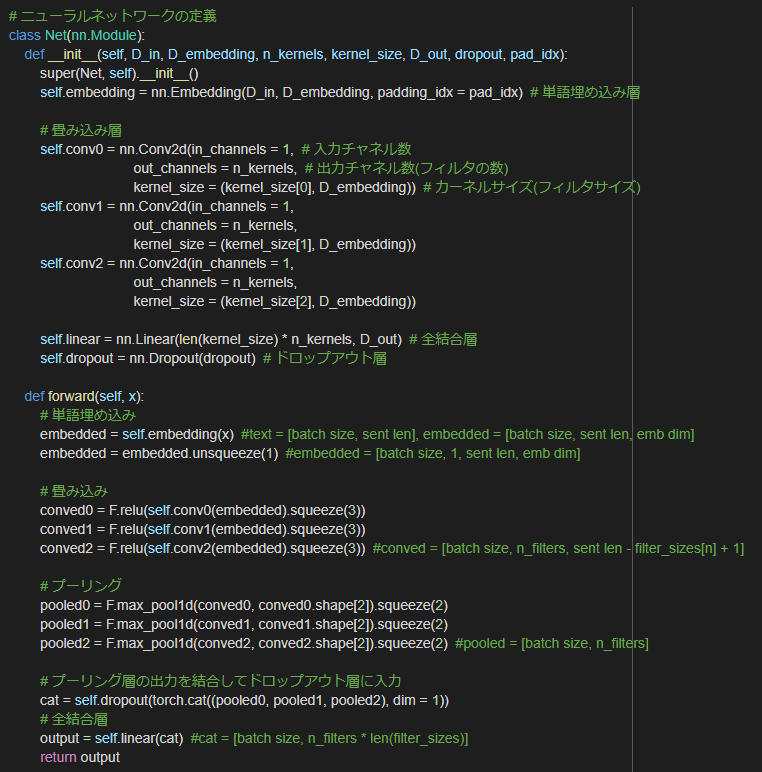 # ニューラルネットワークの定義
class Net(nn.Module):
def __init__(self, D_in, D_embedding, n_kernels, kernel_size, D_out, dropout, pad_idx):
super(Net, self).__init__()
self.embedding = nn.Embedding(D_in, D_embedding, padding_idx = pad_idx) # 単語埋め込み層
# 畳み込み層
self.conv0 = nn.Conv2d(in_channels = 1, # 入力チャネル数
out_channels = n_kernels, # 出力チャネル数(フィルタの数)
kernel_size = (kernel_size[0], D_embedding)) # カーネルサイズ(フィルタサイズ)
self.conv1 = nn.Conv2d(in_channels = 1,
out_channels = n_kernels,
kernel_size = (kernel_size[1], D_embedding))
self.conv2 = nn.Conv2d(in_channels = 1,
out_channels = n_kernels,
kernel_size = (kernel_size[2], D_embedding))
self.linear = nn.Linear(len(kernel_size) * n_kernels, D_out) # 全結合層
self.dropout = nn.Dropout(dropout) # ドロップアウト層
def forward(self, x):
# 単語埋め込み
embedded = self.embedding(x) #text = [batch size, sent len], embedded = [batch size, sent len, emb dim]
embedded = embedded.unsqueeze(1) #embedded = [batch size, 1, sent len, emb dim]
# 畳み込み
conved0 = F.relu(self.conv0(embedded).squeeze(3))
conved1 = F.relu(self.conv1(embedded).squeeze(3))
conved2 = F.relu(self.conv2(embedded).squeeze(3)) #conved = [batch size, n_filters, sent len - filter_sizes[n] + 1]
# プーリング
pooled0 = F.max_pool1d(conved0, conved0.shape[2]).squeeze(2)
pooled1 = F.max_pool1d(conved1, conved1.shape[2]).squeeze(2)
pooled2 = F.max_pool1d(conved2, conved2.shape[2]).squeeze(2) #pooled = [batch size, n_filters]
# プーリング層の出力を結合してドロップアウト層に入力
cat = self.dropout(torch.cat((pooled0, pooled1, pooled2), dim = 1))
# 全結合層
output = self.linear(cat) #cat = [batch size, n_filters * len(filter_sizes)]
return output